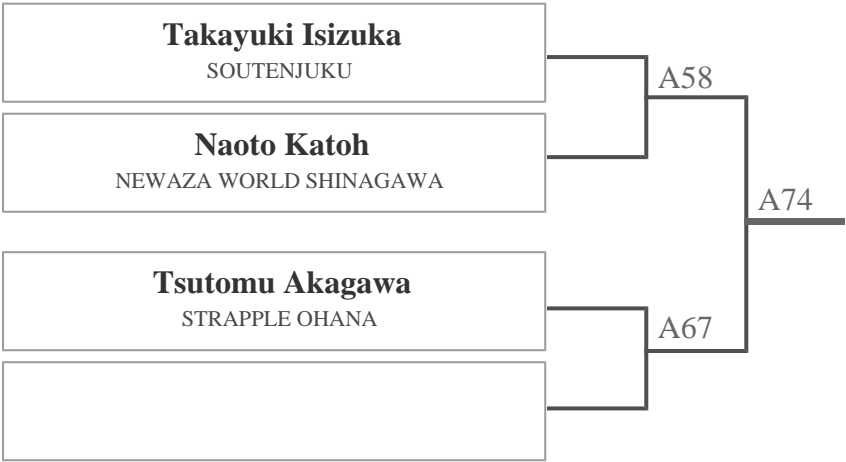 Takayuki Isizuka
SOUTENJUKU
A58
Naoto Katoh
NEWAZA WORLD SHINAGAWA
A74
Tsutomu Akagawa
STRAPPLE OHANA
A67